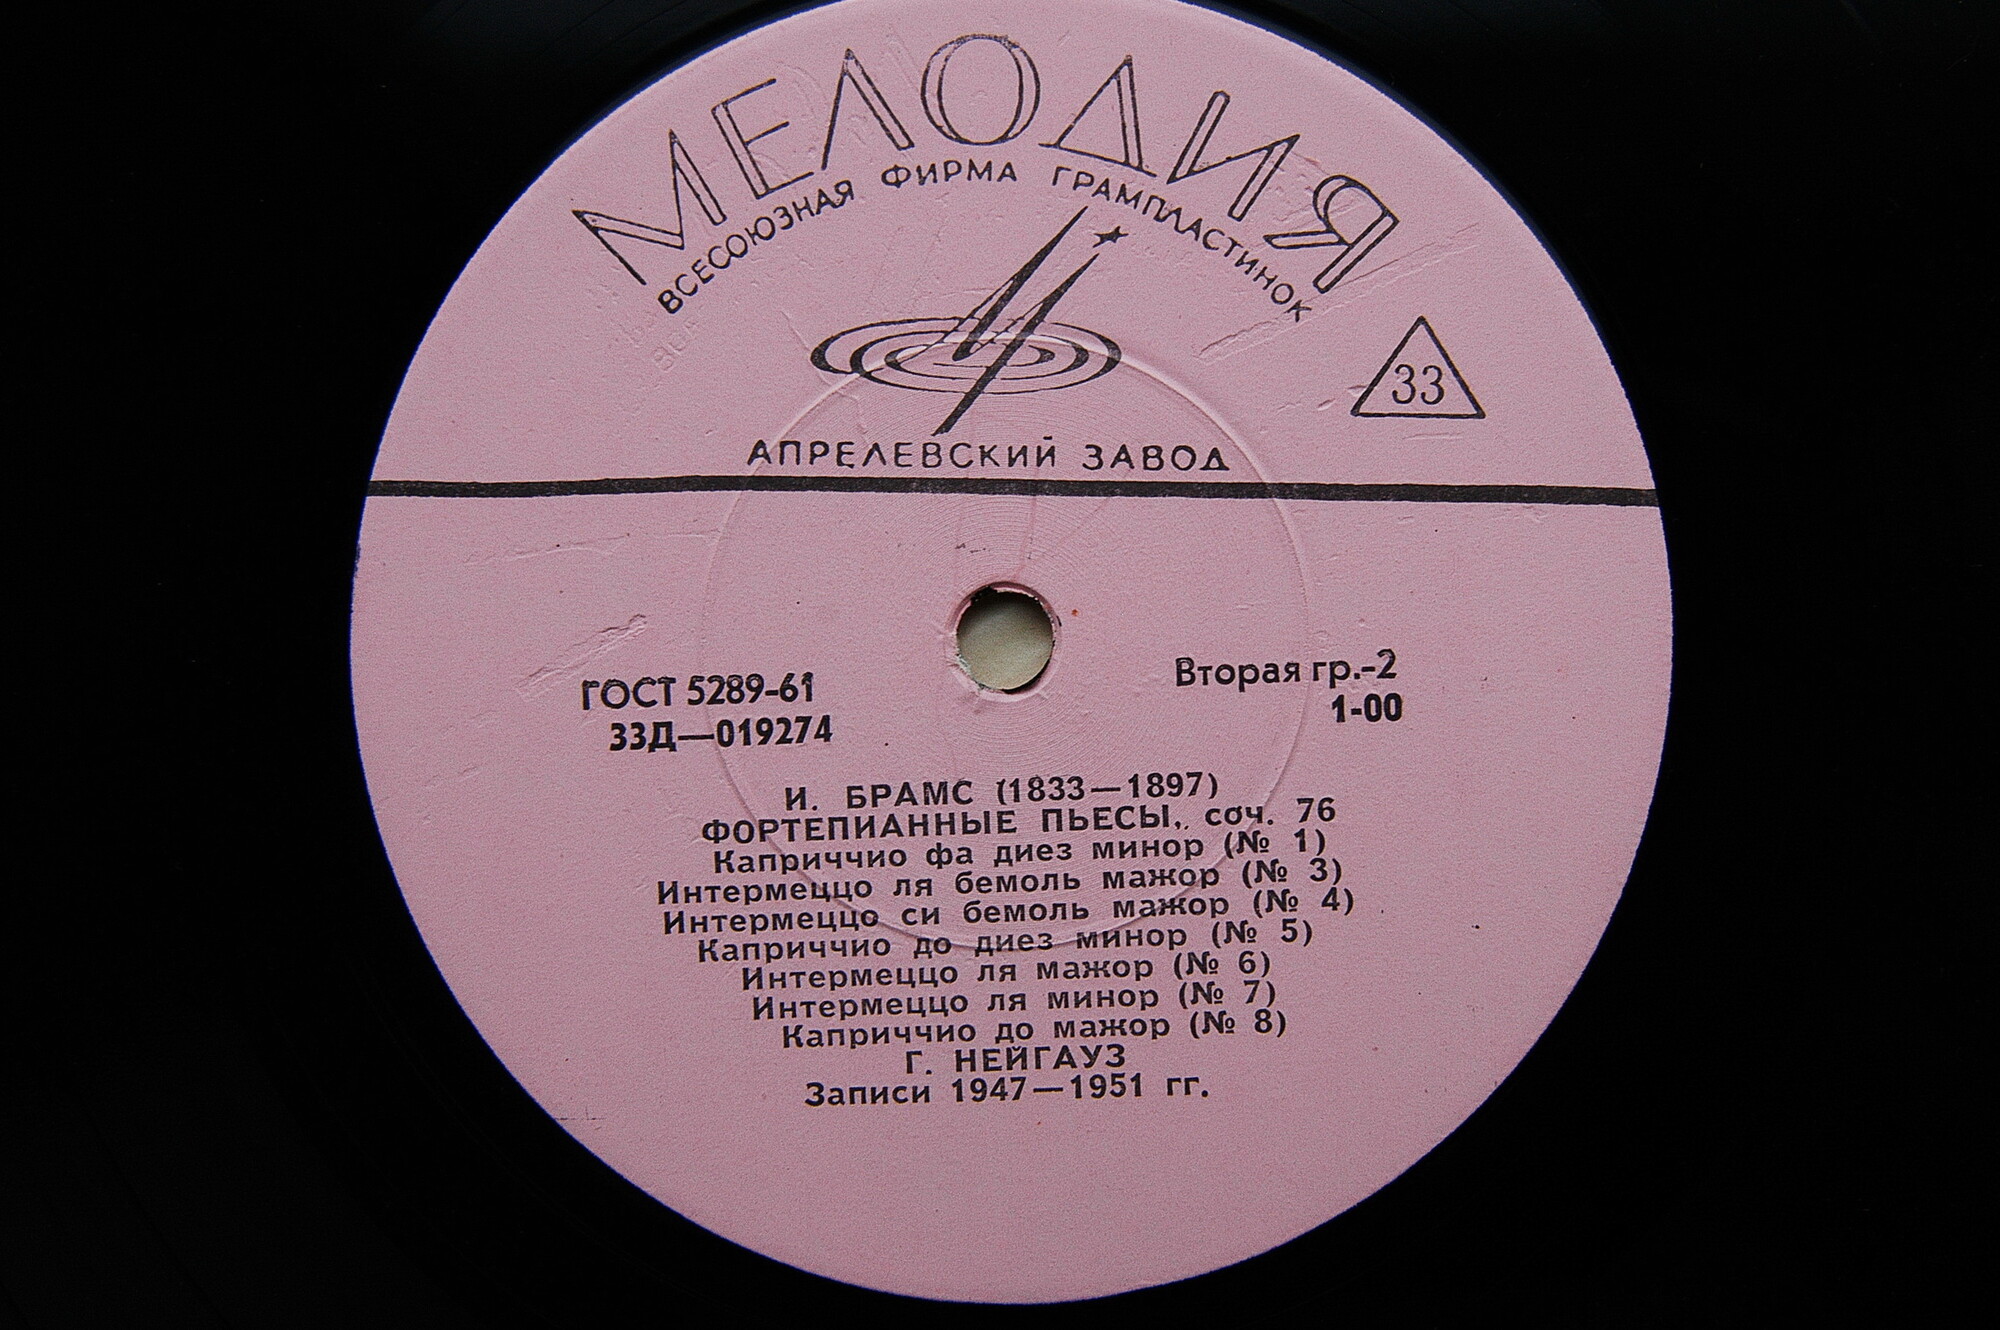 МЕЛОДИЯ
ВСЕСОЮЗНАЯ ФИРМА ГРАМПЛАСТИНОК
33
АПРЕЛЕВСКИЙ ЗАВОД
ГОСТ 5289-61
33Д—019274
Вторая гр.-2
1-00
И. БРАМС (1833—1897)
ФОРТЕПИАННЫЕ ПЬЕСЫ, соч. 76
Каприччио фа диез минор (№ 1)
Интермеццо ля бемоль мажор (№ 3)
Интермеццо си бемоль мажор (№ 4)
Каприччио до диез минор (№ 5)
Интермеццо ля мажор (№ 6)
Интермеццо ля минор (№ 7)
Каприччио до мажор (№ 8)
Г. НЕЙГАУЗ
Записи 1947—1951 гг.